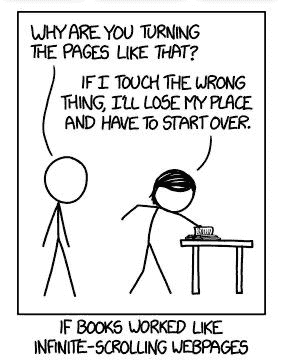 WHY ARE YOU TURNING
THE PAGES LIKE THAT?
IF I TOUCH THE WRONG
THING, I'LL LOSE MY PLACE
AND HAVE TO START OVER.
IF BOOKS WORKED LIKE
INFINITE-SCROLLING WEBPAGES